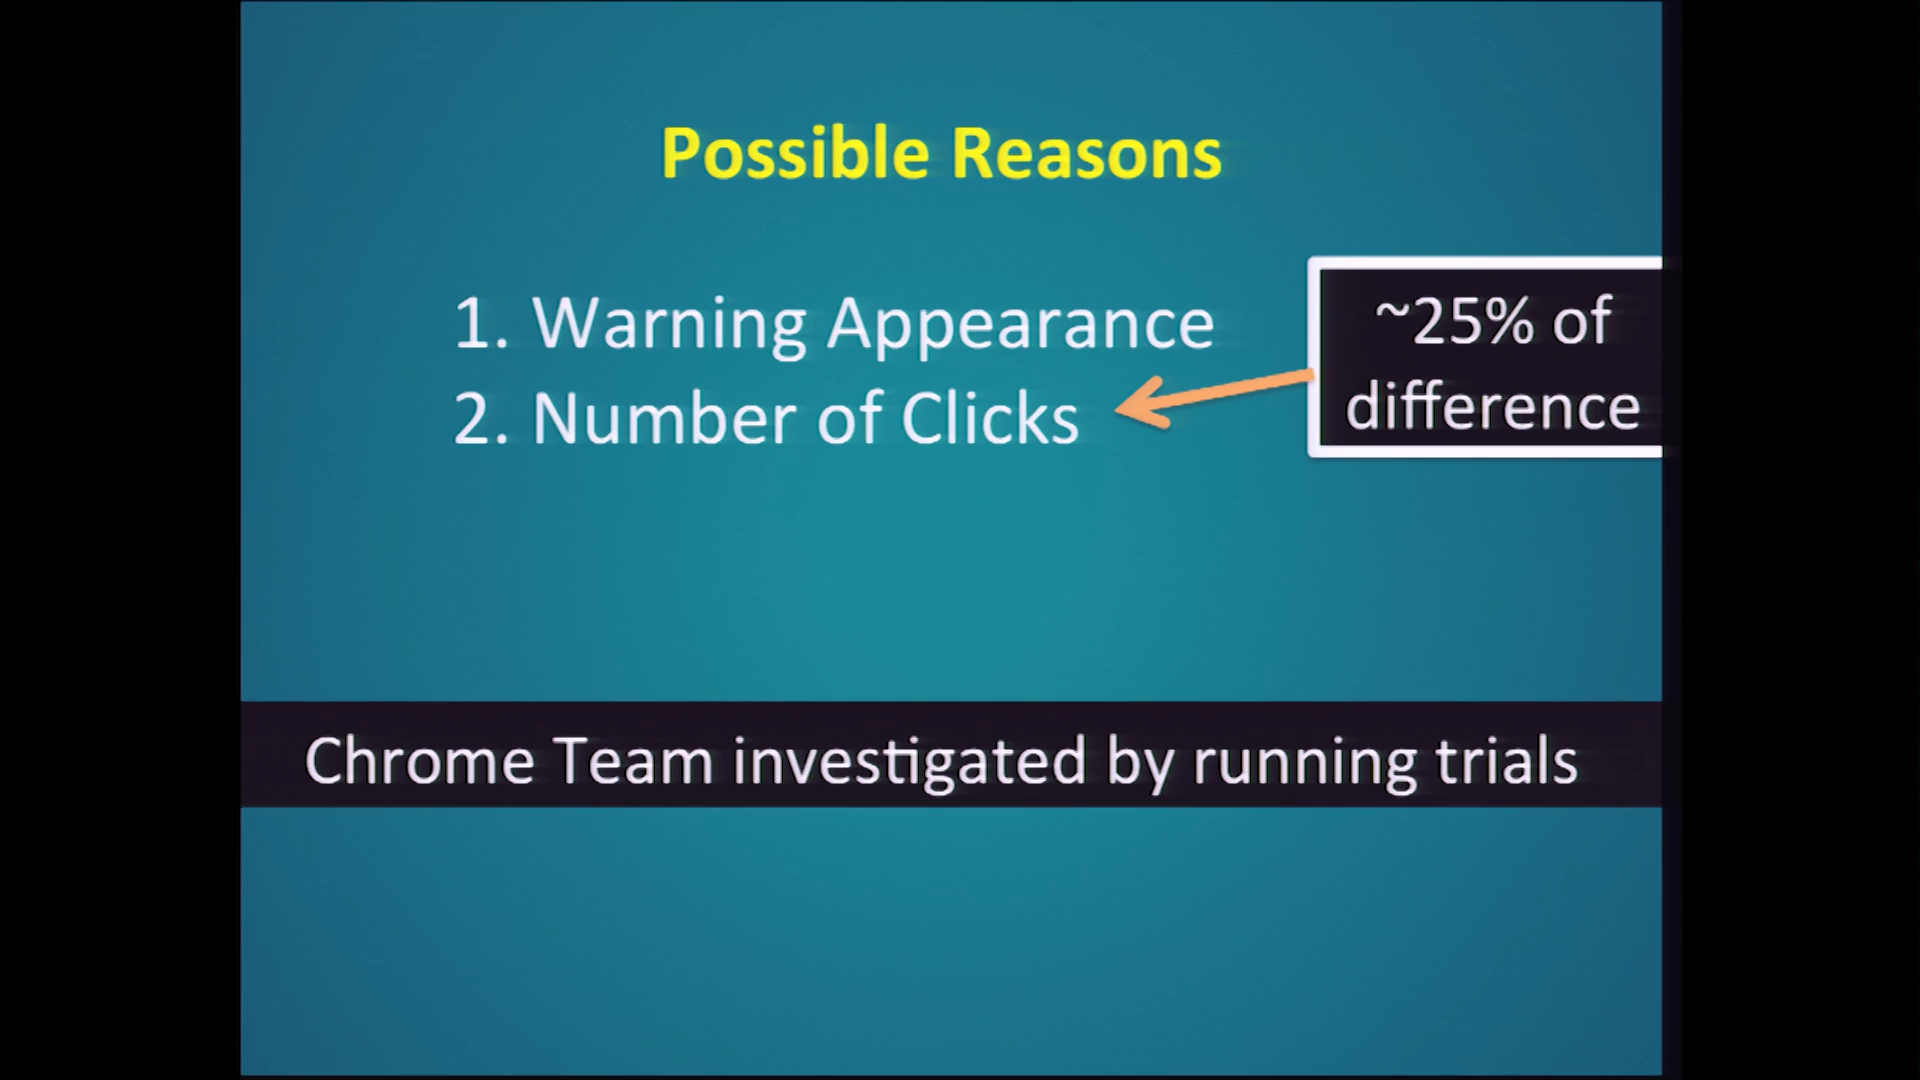 Possible Reasons
1. Warning Appearance
2. Number of Clicks
~25% of
difference
Chrome Team investigated by running trials